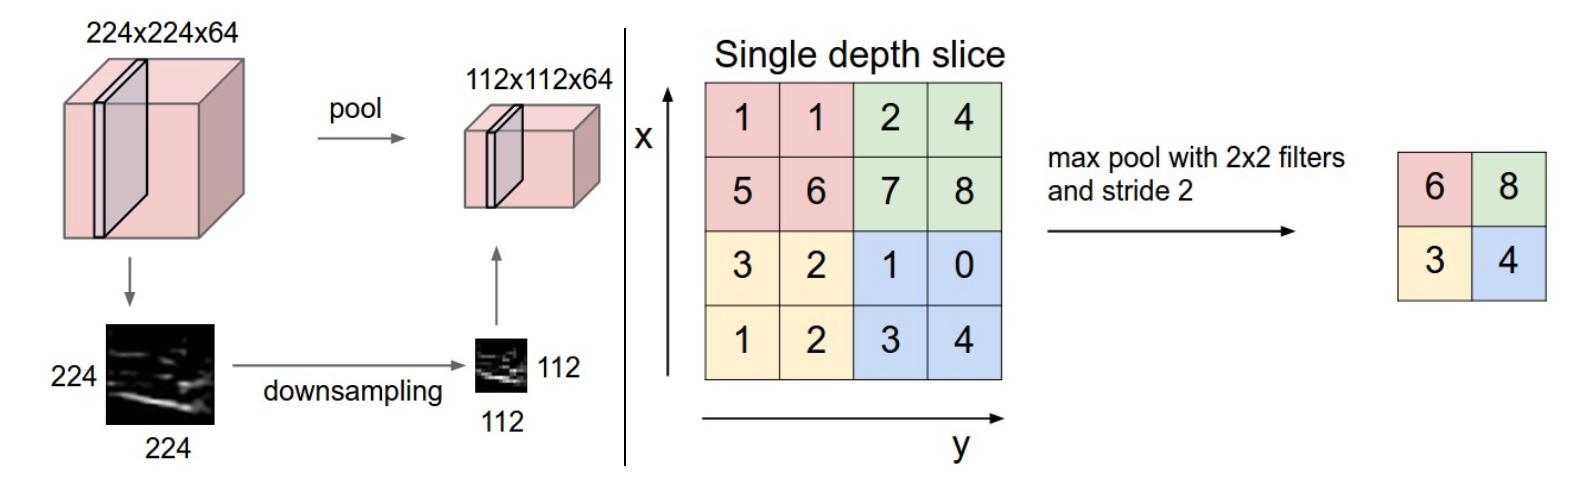 224x224x64
pool
112x112x64
224
224
downsampling
112
112
Single depth slice
x
1 1 2 4
5 6 7 8
3 2 1 0
1 2 3 4
y
max pool with 2x2 filters
and stride 2
6 8
3 4